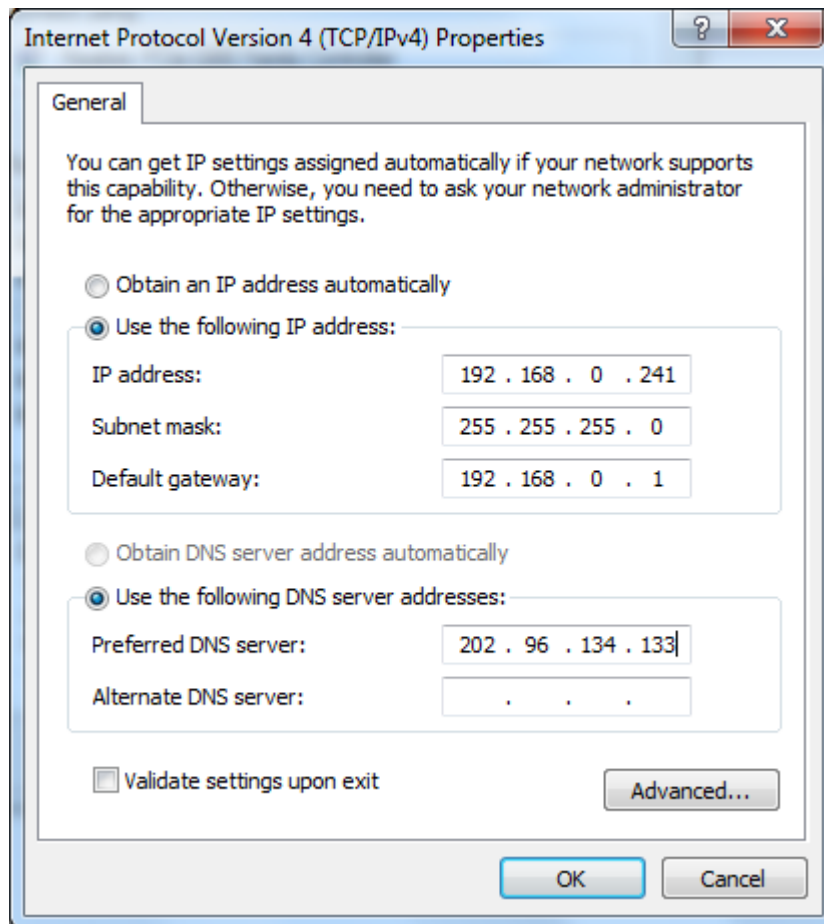 Internet Protocol Version 4 (TCP/IPv4) Properties
General
You can get IP settings assigned automatically if your network supports
this capability. Otherwise, you need to ask your network administrator
for the appropriate IP settings.
Obtain an IP address automatically
Use the following IP address:
IP address: 192 . 168 . 0 . 241
Subnet mask: 255 . 255 . 255 . 0
Default gateway: 192 . 168 . 0 . 1
Obtain DNS server address automatically
Use the following DNS server addresses:
Preferred DNS server: 202 . 96 . 134 . 133
Alternate DNS server: . . .
Validate settings upon exit
Advanced...
OK Cancel